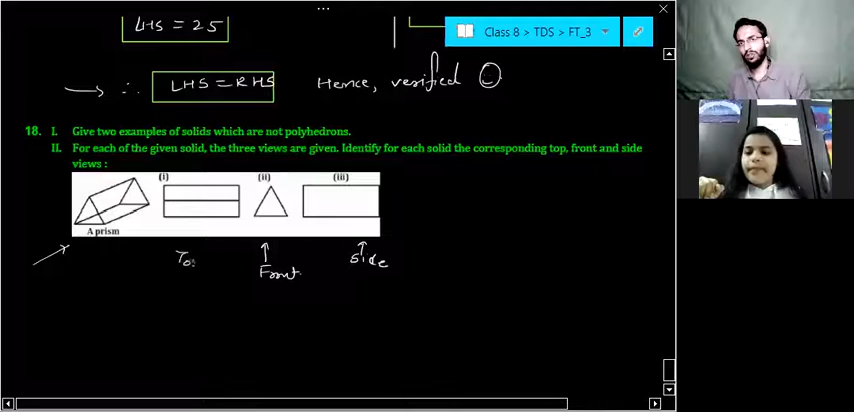 LHS = 25
Class 8 > TDS > FT_3
∴ LHS = RHS Hence, verified
18. I. Give two examples of solids which are not polyhedrons.
II. For each of the given solid, the three views are given. Identify for each solid the corresponding top, front and side
views :
(i) (ii) (iii)
A prism
To Front Side